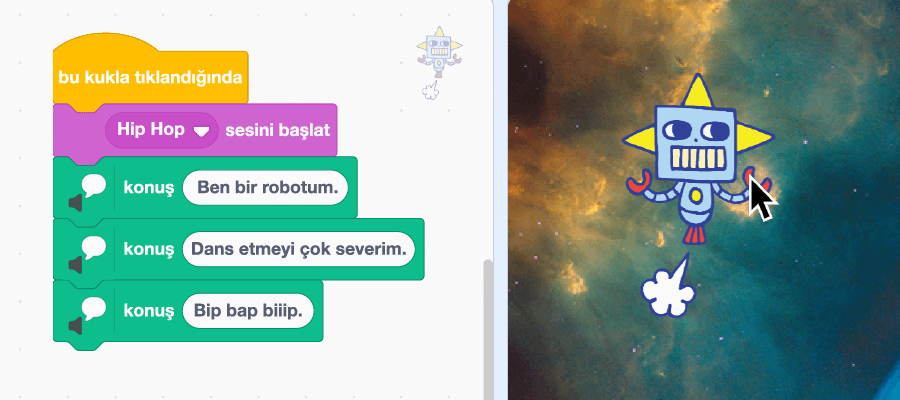 bu kukla tıklandığında
Hip Hop sesini başlat
konuş Ben bir robotum.
konuş Dans etmeyi çok severim.
konuş Bip bap biiip.